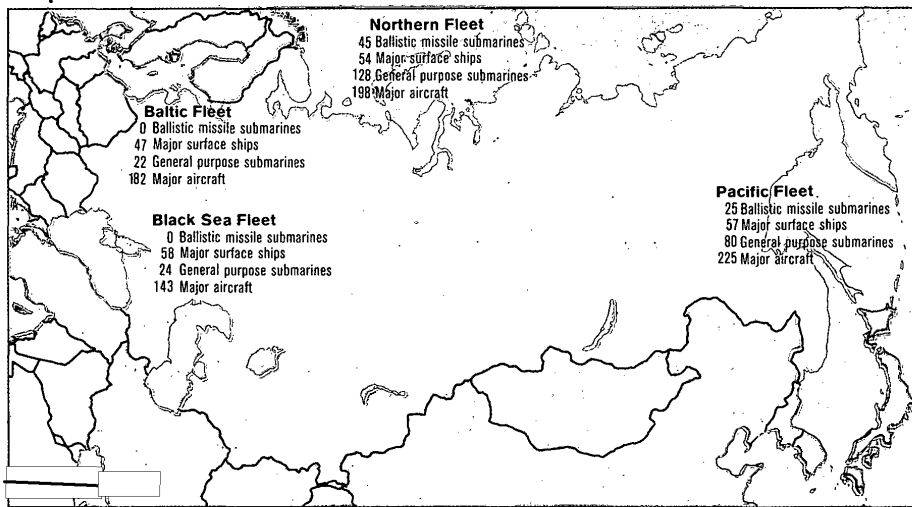 Northern Fleet
45 Ballistic missile submarines
54 Major surface ships
128 General purpose submarines
198 Major aircraft
Baltic Fleet
0 Ballistic missile submarines
47 Major surface ships
22 General purpose submarines
182 Major aircraft
Black Sea Fleet
0 Ballistic missile submarines
58 Major surface ships
24 General purpose submarines
143 Major aircraft
Pacific Fleet
25 Ballistic missile submarines
57 Major surface ships
80 General purpose submarines
225 Major aircraft